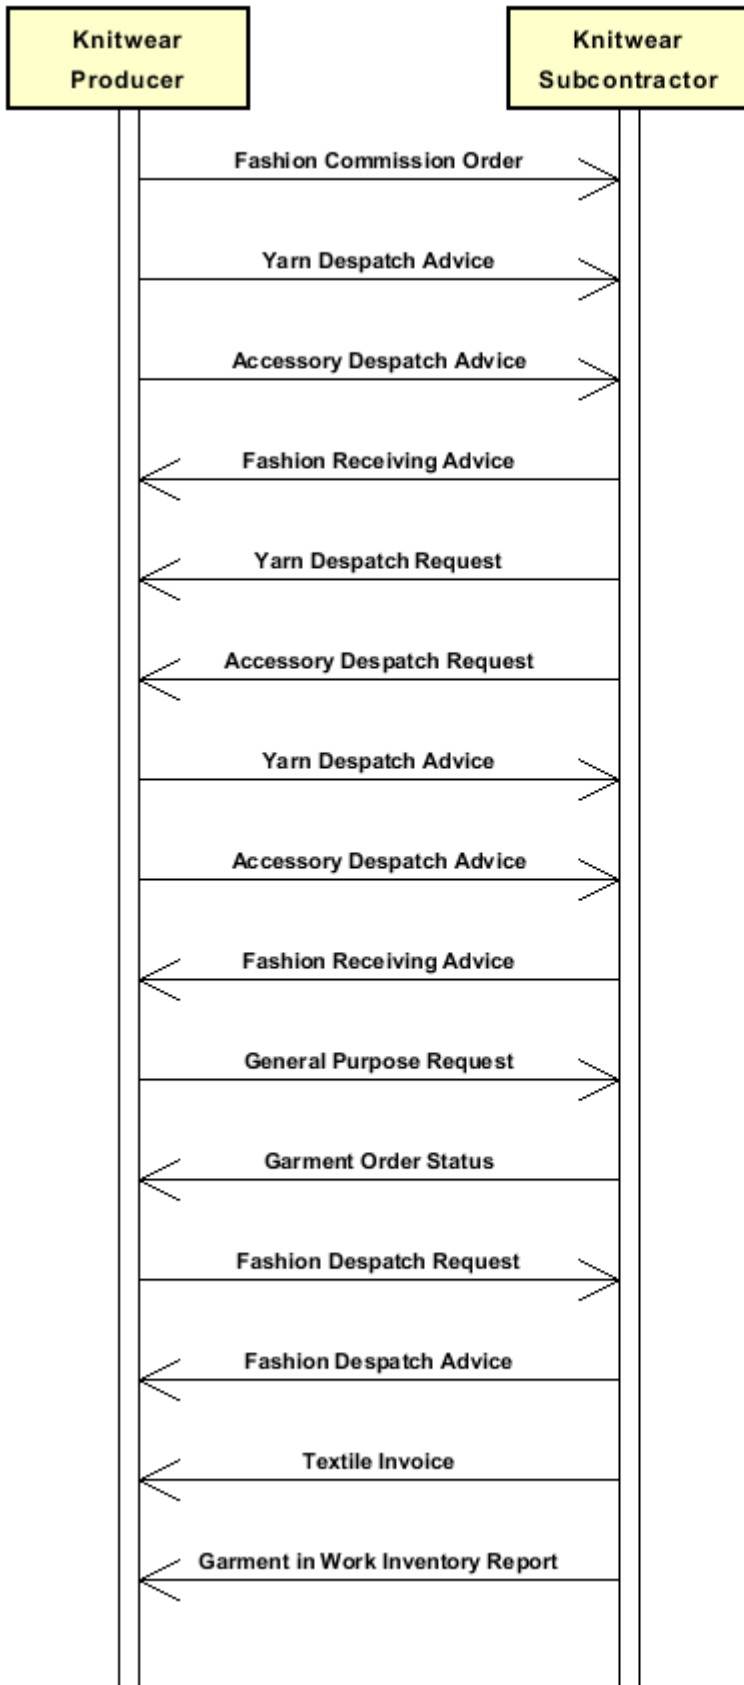 Knitwear
Producer
Knitwear
Subcontractor
Fashion Commission Order
Yarn Despatch Advice
Accessory Despatch Advice
Fashion Receiving Advice
Yarn Despatch Request
Accessory Despatch Request
Yarn Despatch Advice
Accessory Despatch Advice
Fashion Receiving Advice
General Purpose Request
Garment Order Status
Fashion Despatch Request
Fashion Despatch Advice
Textile Invoice
Garment in Work Inventory Report